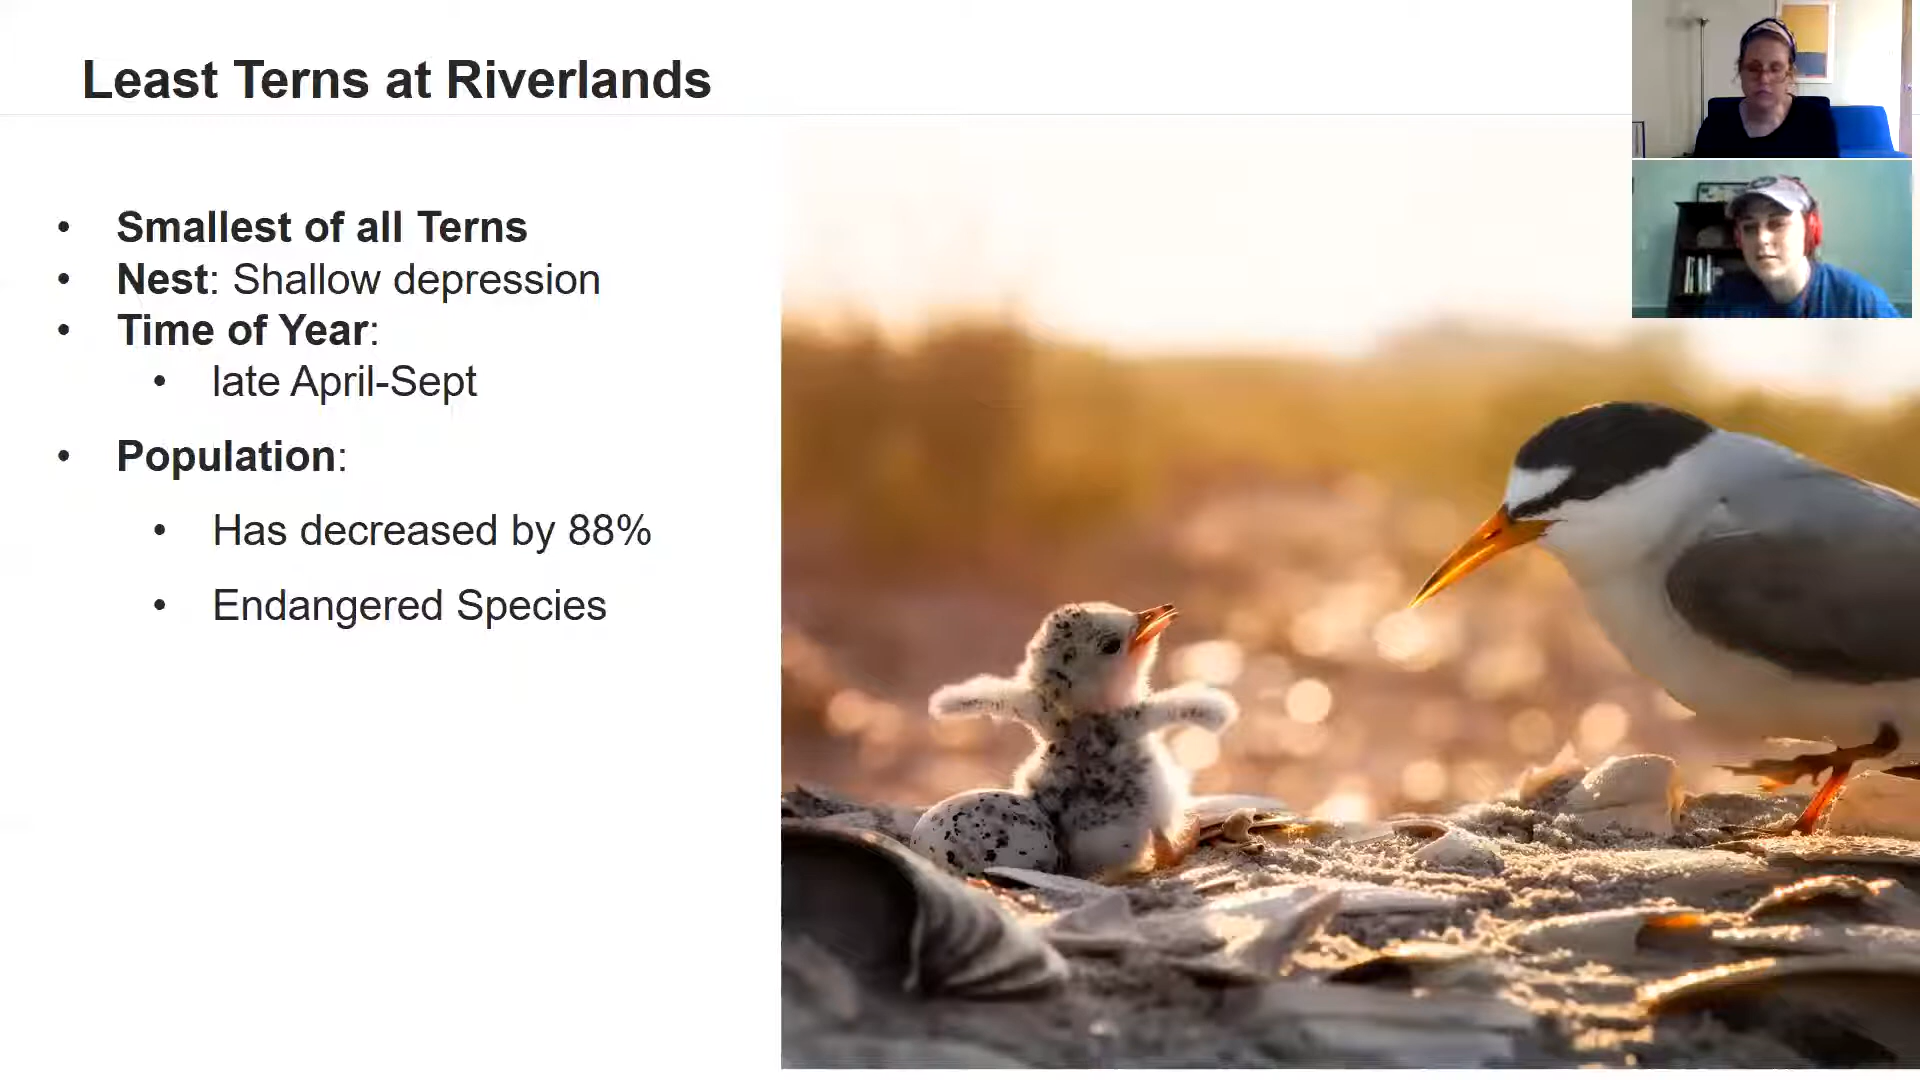 Least Terns at Riverlands
• Smallest of all Terns
• Nest: Shallow depression
• Time of Year:
• late April-Sept
• Population:
• Has decreased by 88%
• Endangered Species